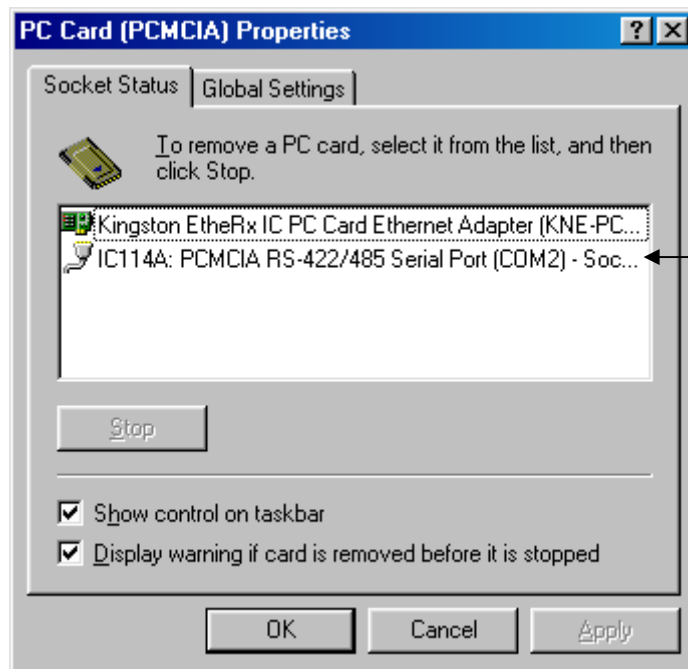 PC Card (PCMCIA) Properties
Socket Status
Global Settings
To remove a PC card, select it from the list, and then
click Stop.
Kingston EtheRx IC PC Card Ethernet Adapter (KNE-PC...
IC114A: PCMCIA RS-422/485 Serial Port (COM2) - Soc...
Stop
Show control on taskbar
Display warning if card is removed before it is stopped
OK
Cancel
Apply